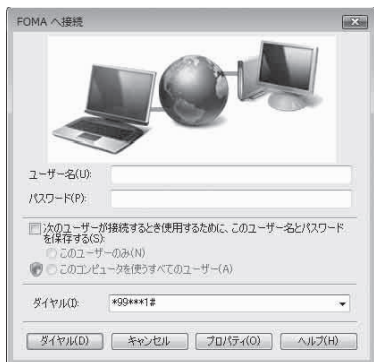 FOMA へ接続
ユーザー名(U):
パスワード(P):
次のユーザーが接続するとき使用するために、このユーザー名とパスワード
を保存する(S):
このユーザーのみ(N)
このコンピュータを使うすべてのユーザー(A)
ダイヤル(I):
*99***1#
ダイヤル(D) キャンセル プロパティ(O) ヘルプ(H)